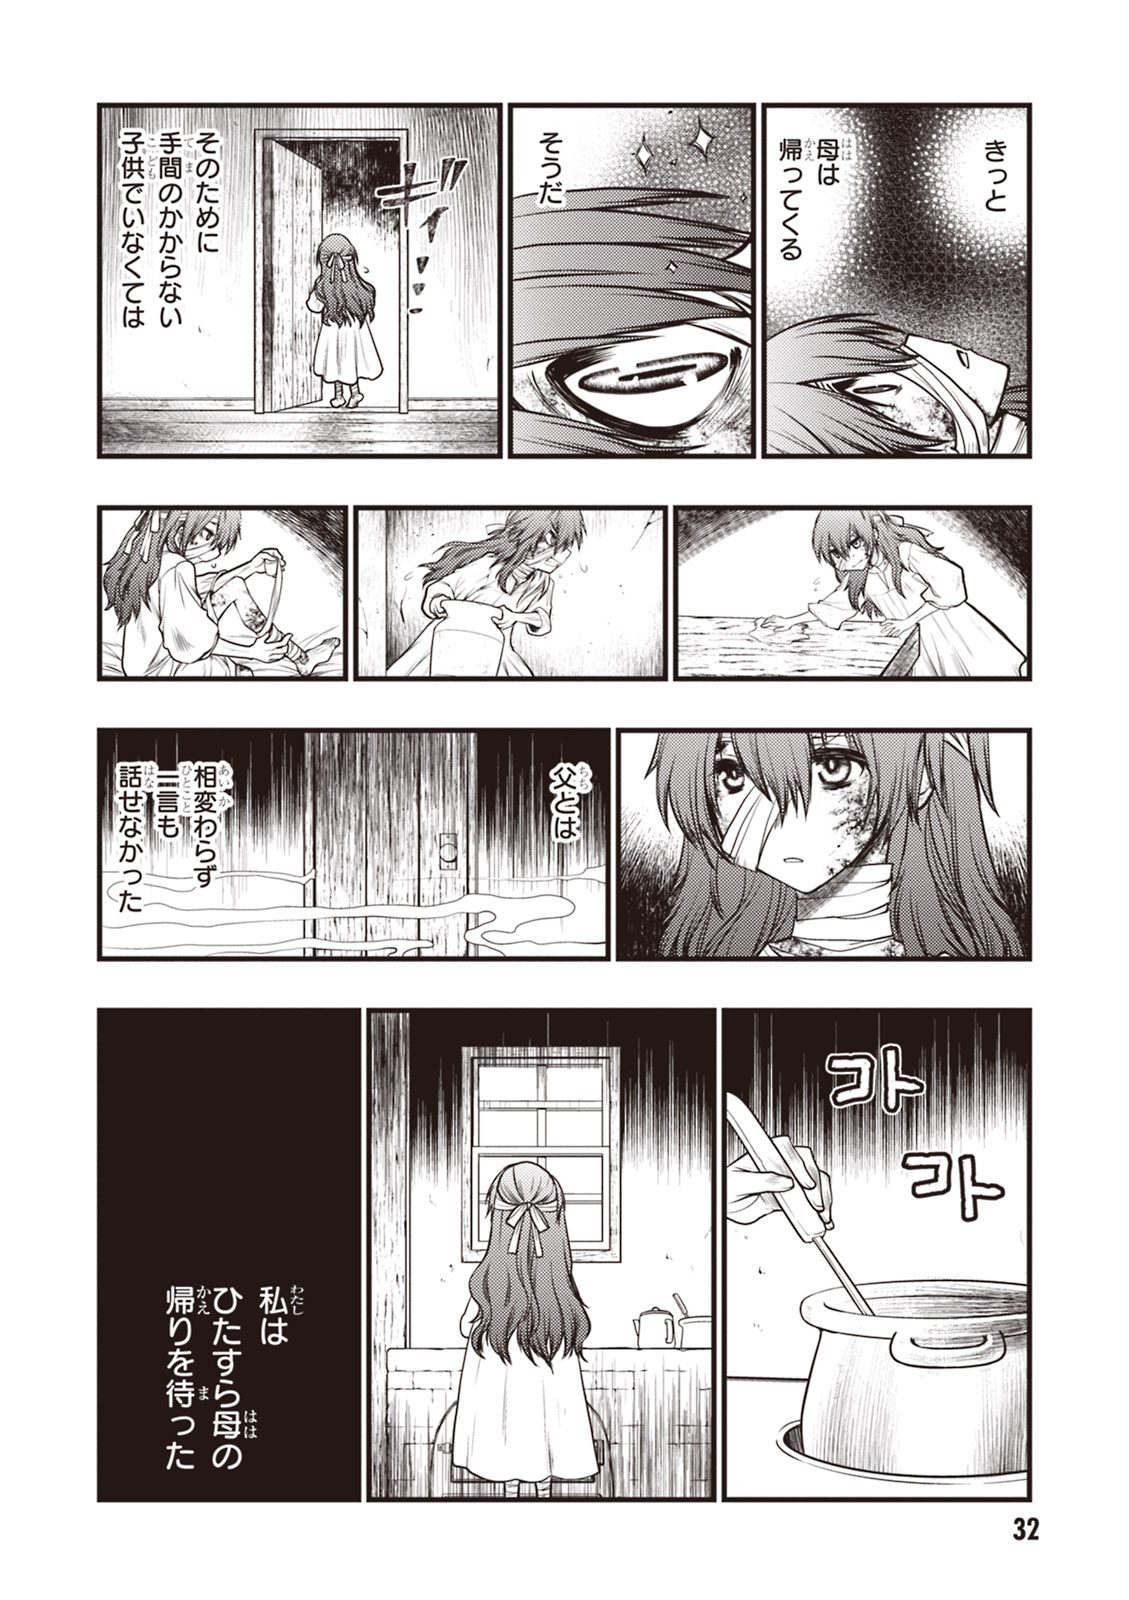 きっと
母は
帰ってくる
そうだ
ギィ…
そのために
手間のかからない
子供でいなくては
父とは
相変わらず
一言も
話せなかった
コト
コト
私は
ひたすら母の
帰りを待った
32